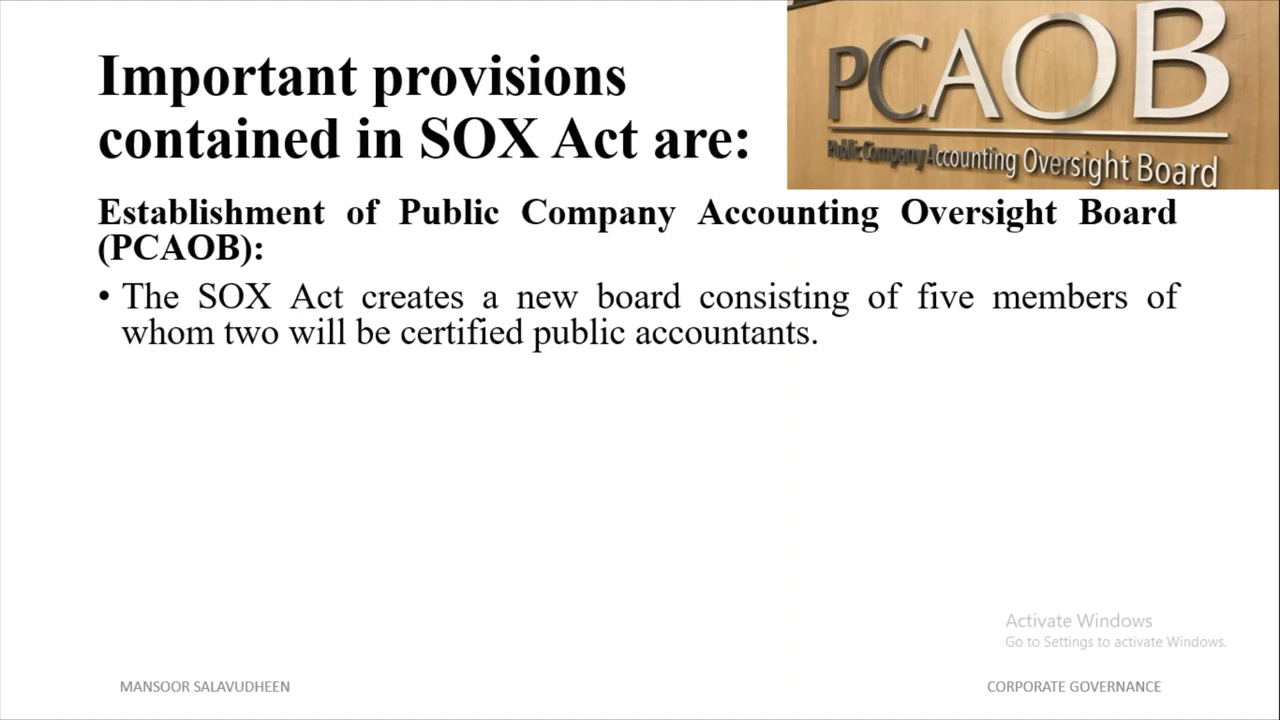 Important provisions
contained in SOX Act are:
PCAOB
Public Company Accounting Oversight Board
Establishment of Public Company Accounting Oversight Board
(PCAOB):
• The SOX Act creates a new board consisting of five members of
whom two will be certified public accountants.
Activate Windows
Go to Settings to activate Windows.
MANSOOR SALAVUDHEEN
CORPORATE GOVERNANCE